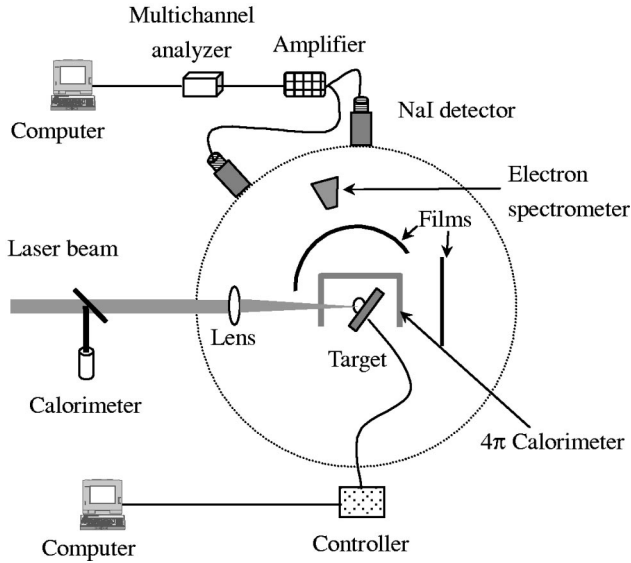 Multichannel
analyzer
Amplifier
Computer
NaI detector
Electron
spectrometer
Films
Laser beam
Lens
Target
Calorimeter
4π Calorimeter
Computer
Controller